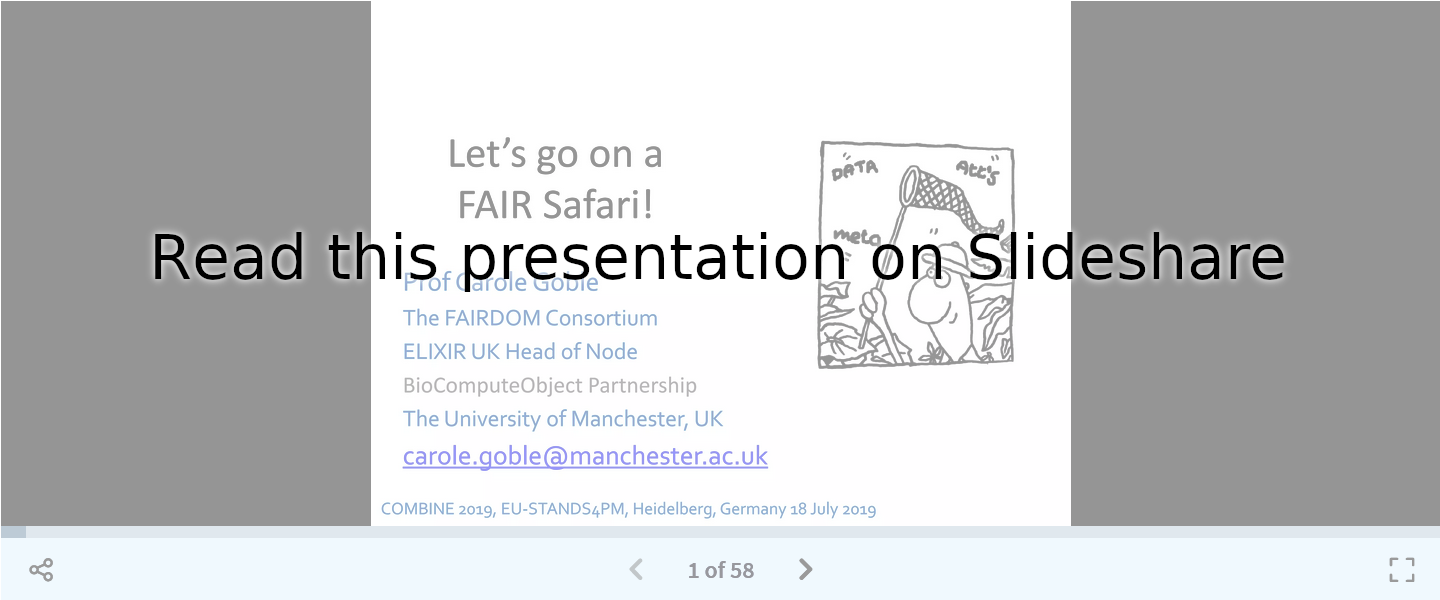 Let's go on a
FAIR Safari!
DATA
Att's
meta
Read this presentation on Slideshare
Prof Carole Goble
The FAIRDOM Consortium
ELIXIR UK Head of Node
BioComputeObject Partnership
The University of Manchester, UK
carole.goble@manchester.ac.uk
COMBINE 2019, EU-STANDS4PM, Heidelberg, Germany 18 July 2019
1 of 58